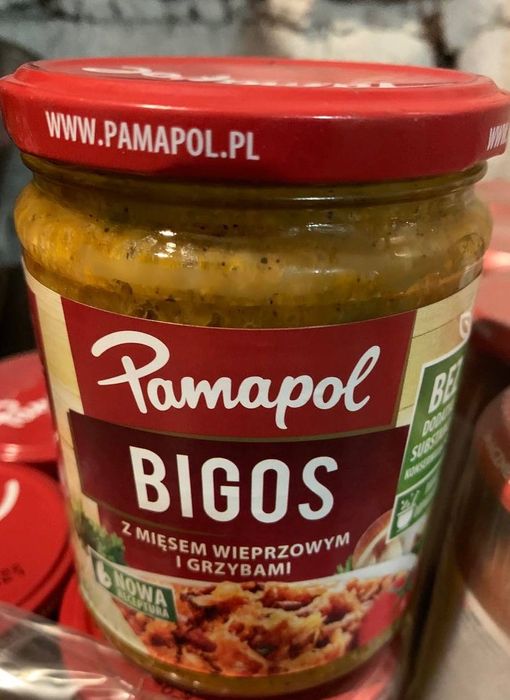 WWW.PAMAPOL.PL
Pamapol
BIGOS
Z MIĘSEM WIEPRZOWYM
I GRZYBAMI
NOWA
RECEPTURA